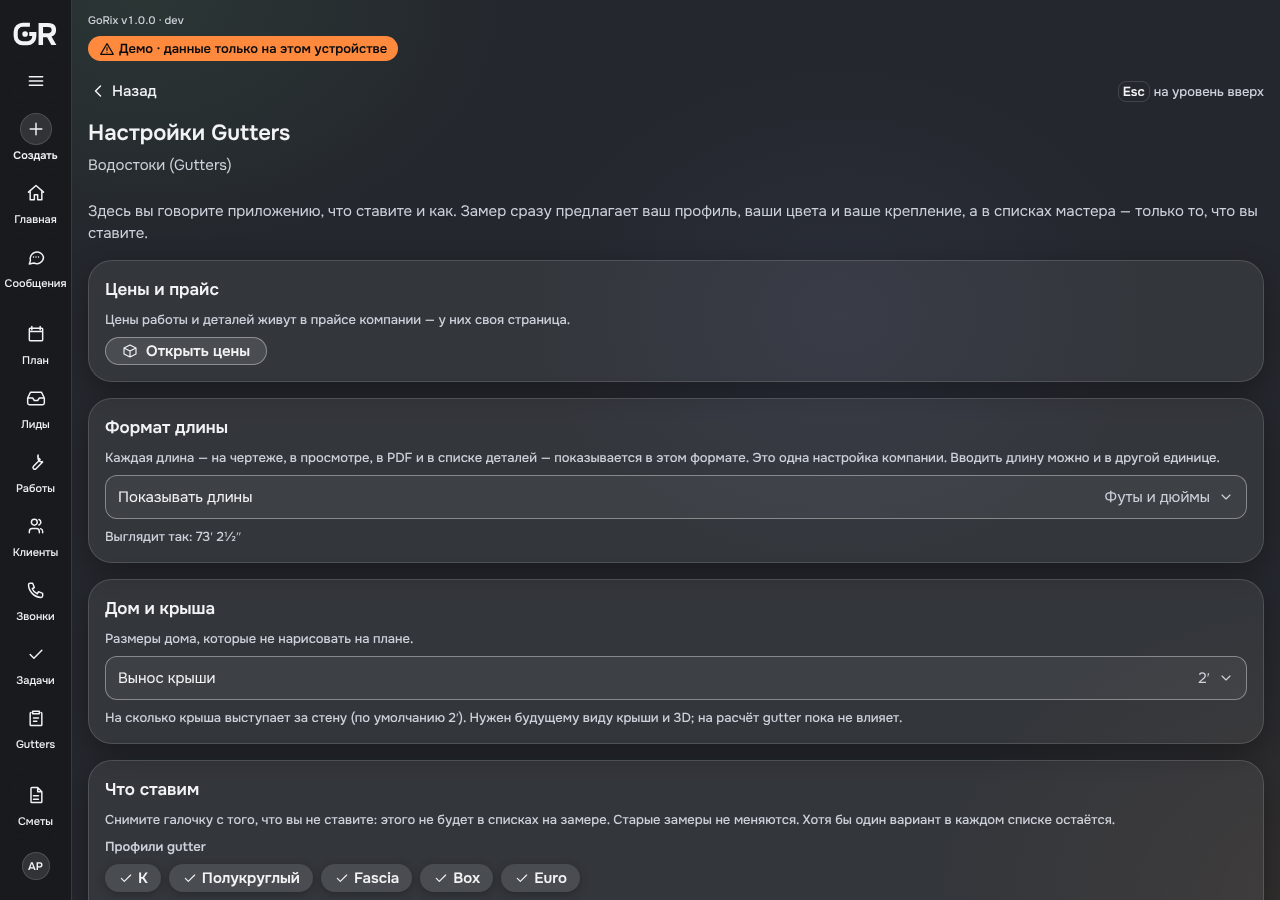 GR
GoRix v1.0.0 · dev
Демо · данные только на этом устройстве
Назад
Esc на уровень вверх
Настройки Gutters
Водостоки (Gutters)
Здесь вы говорите приложению, что ставите и как. Замер сразу предлагает ваш профиль, ваши цвета и ваше крепление, а в списках мастера — только то, что вы
ставите.
Создать
Главная
Сообщения
План
Лиды
Работы
Клиенты
Звонки
Задачи
Gutters
Сметы
AP
Цены и прайс
Цены работы и деталей живут в прайсе компании — у них своя страница.
Открыть цены
Формат длины
Каждая длина — на чертеже, в просмотре, в PDF и в списке деталей — показывается в этом формате. Это одна настройка компании. Вводить длину можно и в другой единице.
Показывать длины
Футы и дюймы
Выглядит так: 73′ 2½″
Дом и крыша
Размеры дома, которые не нарисовать на плане.
Вынос крыши
2′
На сколько крыша выступает за стену (по умолчанию 2′). Нужен будущему виду крыши и 3D; на расчёт gutter пока не влияет.
Что ставим
Снимите галочку с того, что вы не ставите: этого не будет в списках на замере. Старые замеры не меняются. Хотя бы один вариант в каждом списке остаётся.
Профили gutter
K
Полукруглый
Fascia
Box
Euro